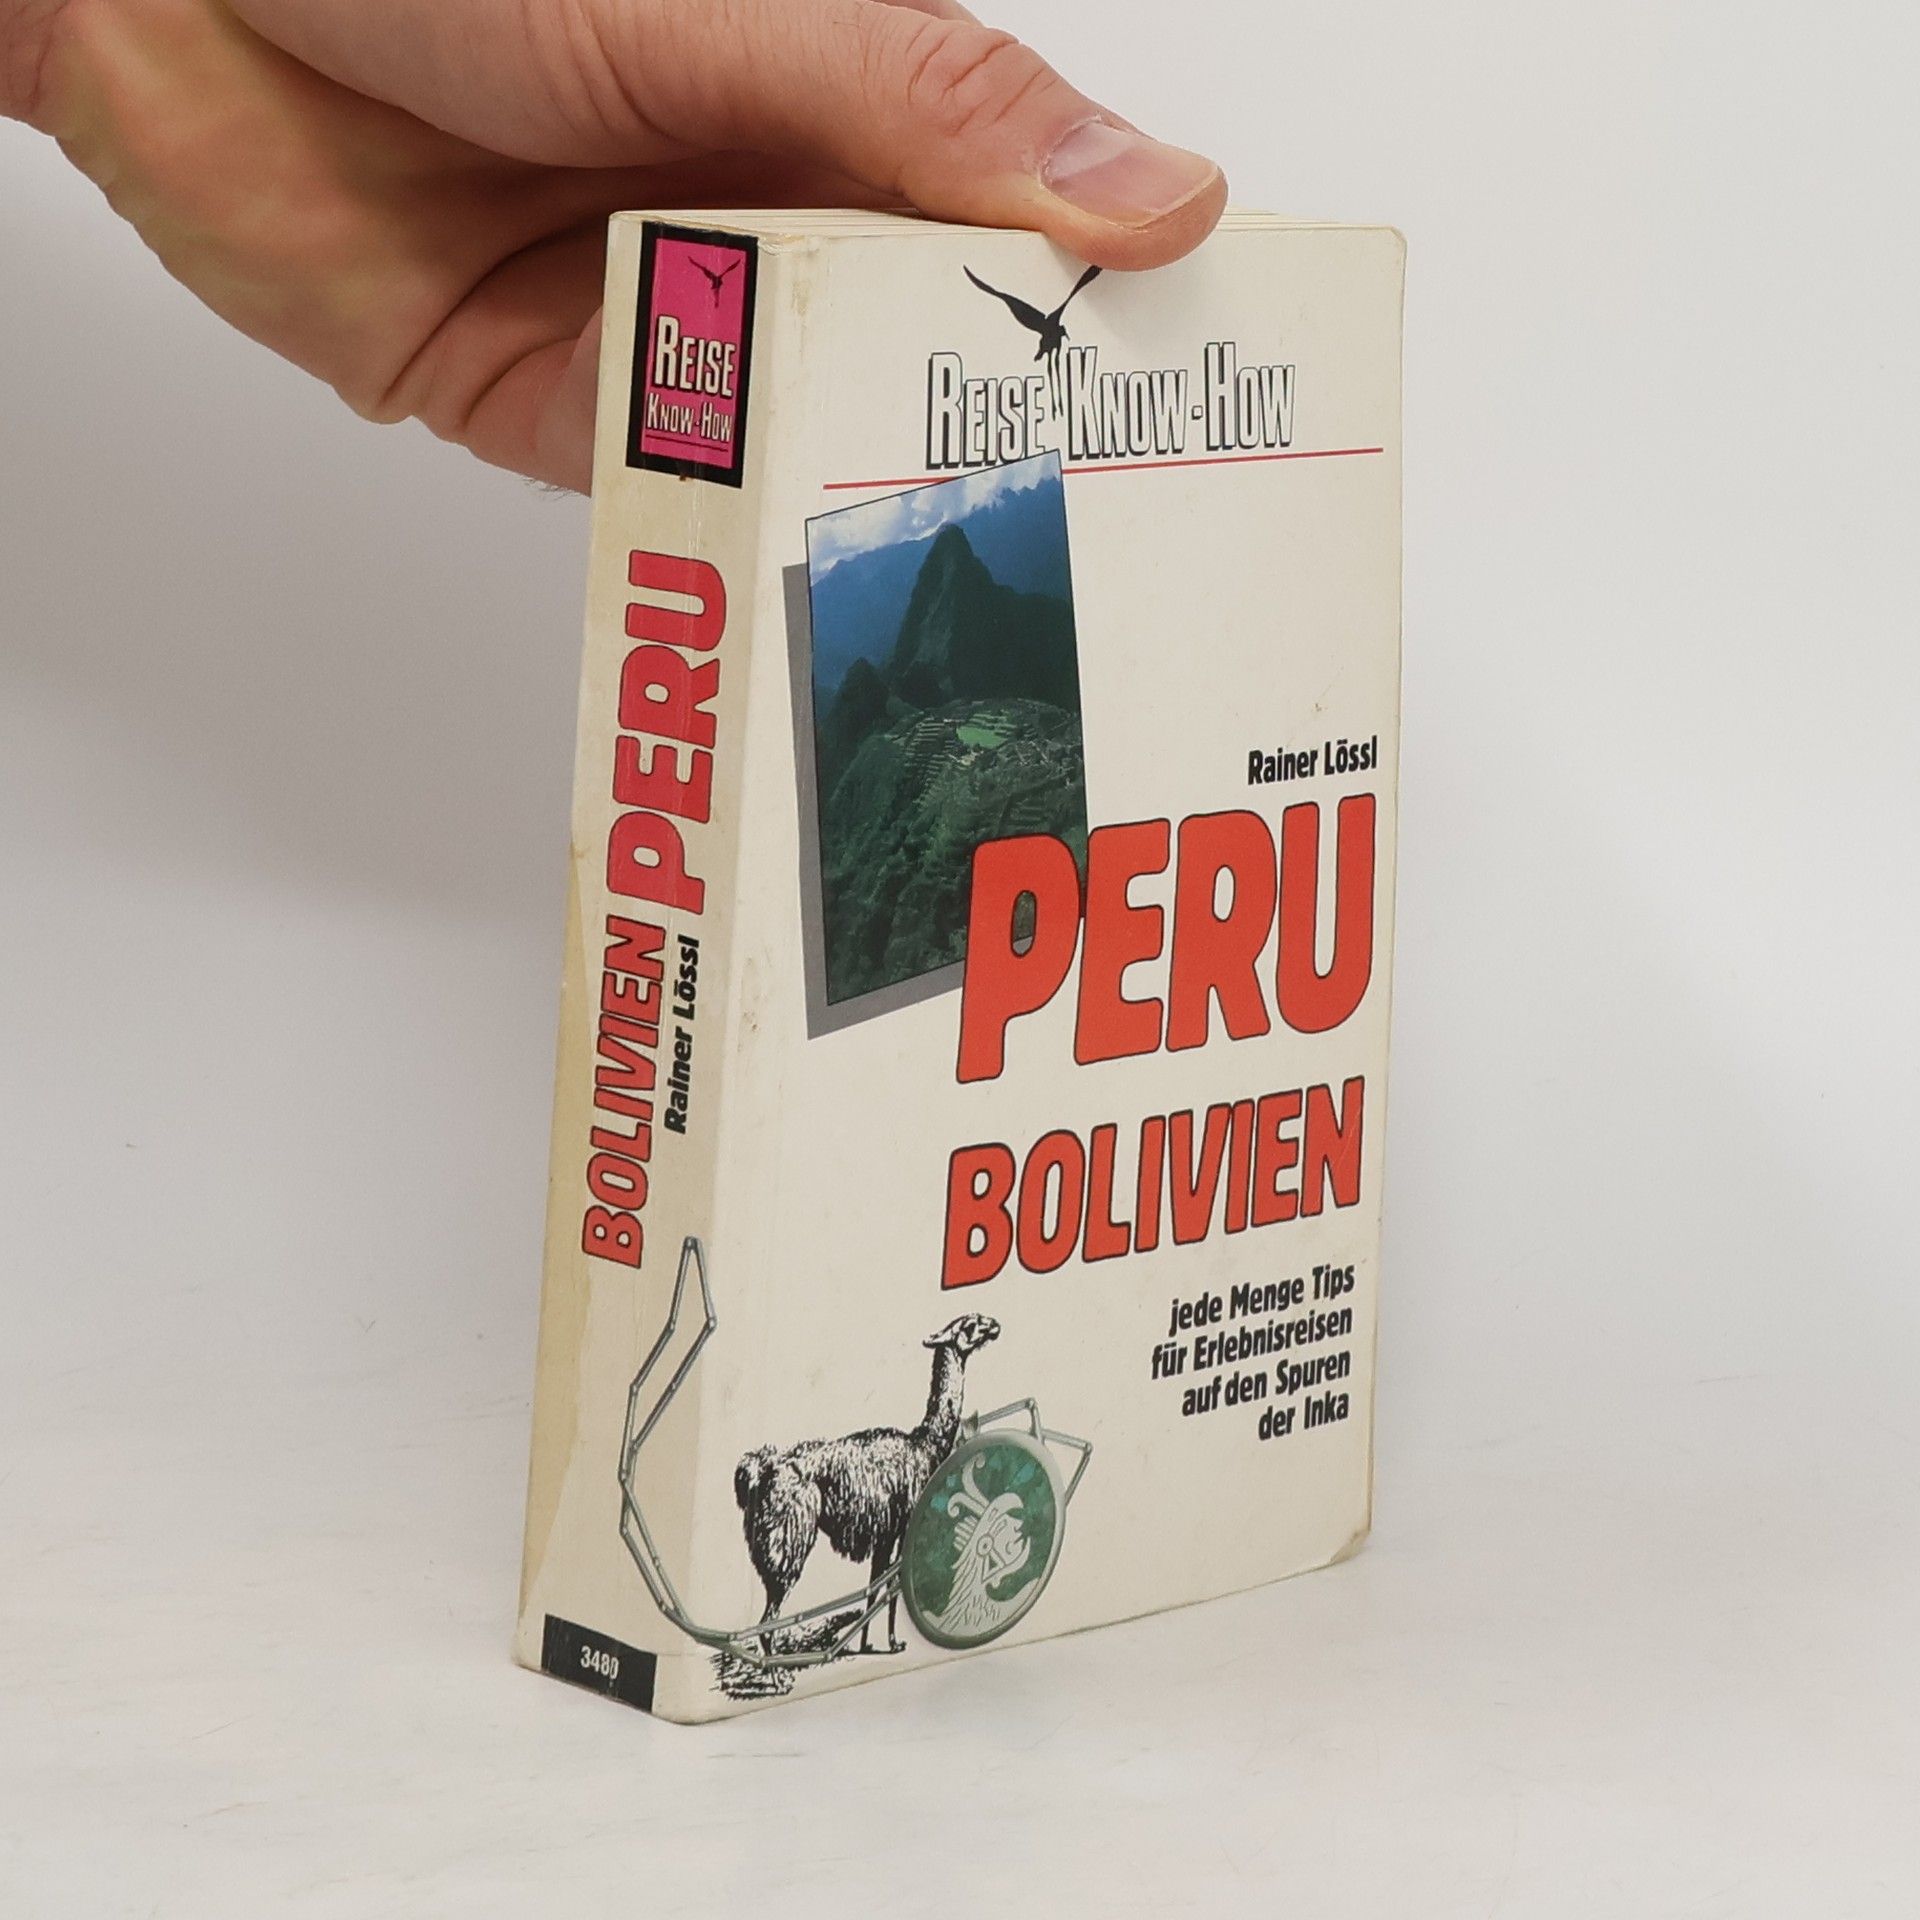 REISE
KNOW-HOW
BOLIVIEN PERU
Rainer Lössl
3480
REISE KNOW-HOW
Rainer Lössl
PERU
BOLIVIEN
jede Menge Tips
für Erlebnisreisen
auf den Spuren
der Inka